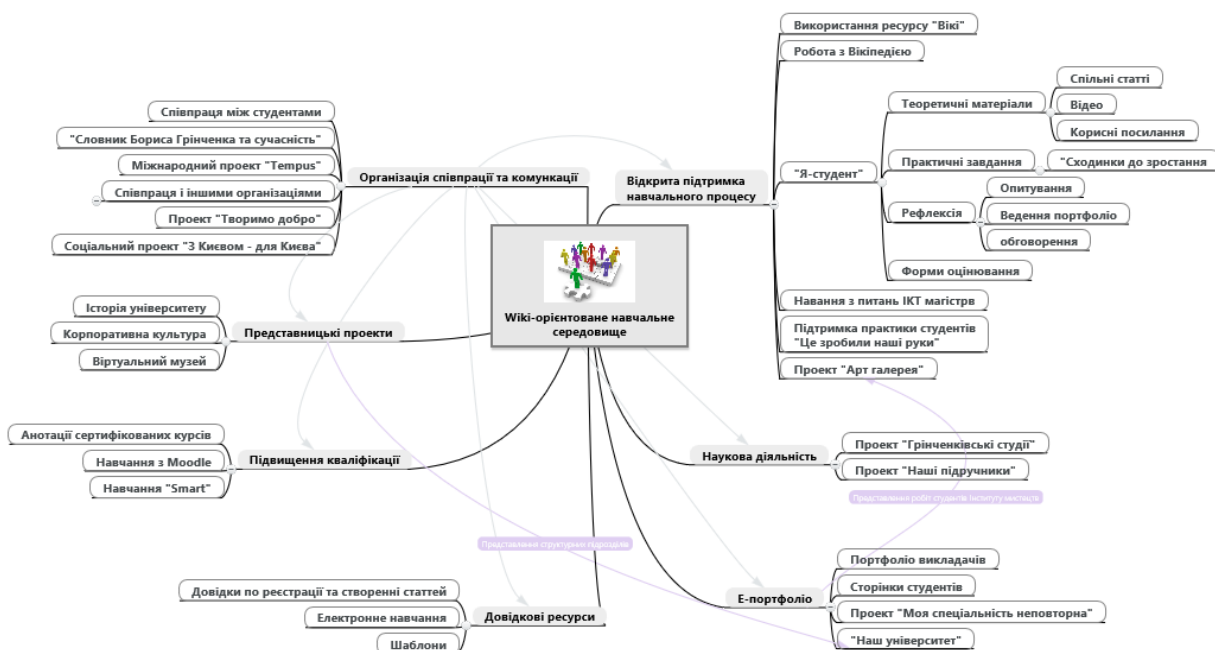 Використання ресурсу "Вікі"
Робота з Вікіпедією
Спільні статті
Теоретичні матеріали
Відео
Корисні посилання
Практичні завдання
"Сходинки до зростання
"Я-студент"
Опитування
Рефлексія
Ведення портфоліо
обговорення
Форми оцінювання
Відкрита підтримка
навчального процесу
Навання з питань ІКТ магістрв
Підтримка практики студентів
"Це зробили наші руки"
Проект "Арт галерея"
Співпраця між студентами
"Словник Бориса Грінченка та сучасність"
Міжнародний проект "Tempus"
Співпраця і іншими організаціями
Проект "Творимо добро"
Соціальний проект "З Києвом - для Києва"
Організація співпраці та комункації
Wiki-орієнтоване навчальне
середовище
Історія університету
Корпоративна культура
Віртуальний музей
Представницькі проекти
Анотації сертифікованих курсів
Навчання з Moodle
Навчання "Smart"
Підвищення кваліфікації
Наукова діяльність
Проект "Грінченківські студії"
Проект "Наші підручники"
Представлення робіт студентів Інституту мистецтв
Представлення структурних підрозділів
Довідки по реєстрації та створенні статтей
Електронне навчання
Шаблони
Довідкові ресурси
Е-портфоліо
Портфоліо викладачів
Сторінки студентів
Проект "Моя спеціальність неповторна"
"Наш університет"